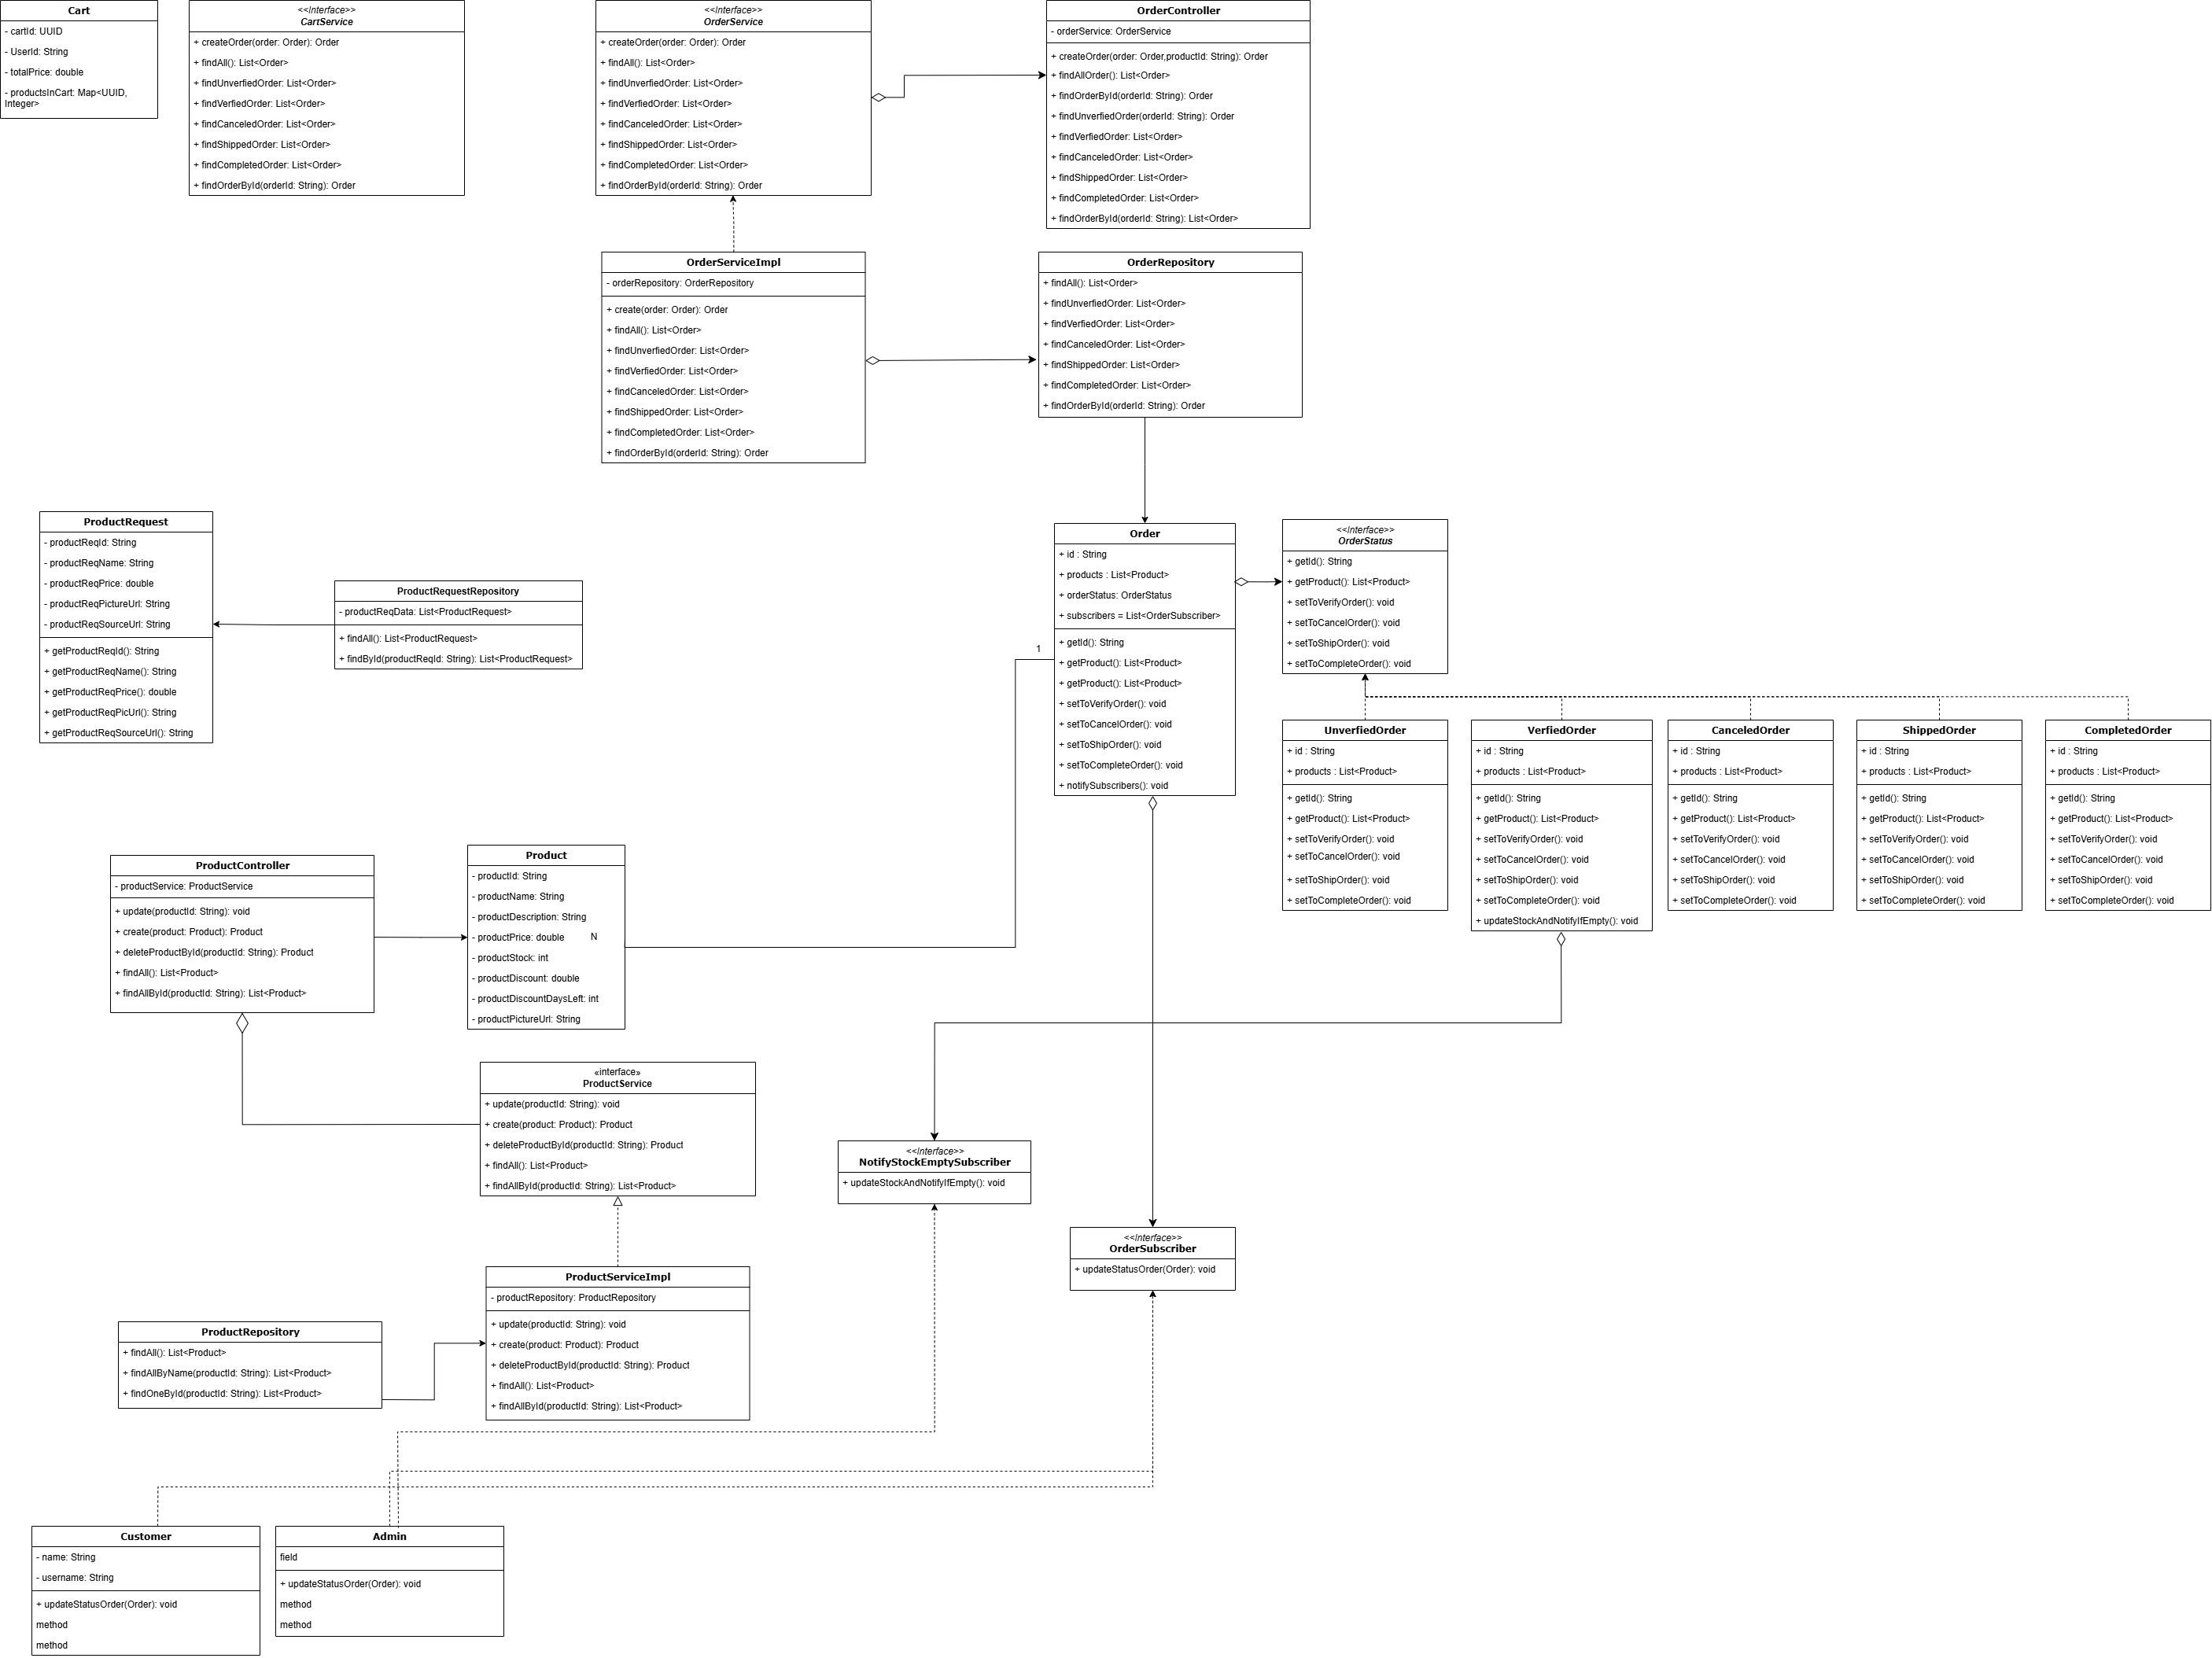 Cart
- cartId: UUID
- UserId: String
- totalPrice: double
- productsInCart: Map<UUID,
Integer>
<<Interface>>
CartService
+ createOrder(order: Order): Order
+ findAll(): List<Order>
+ findUnverfiedOrder: List<Order>
+ findVerfiedOrder: List<Order>
+ findCanceledOrder: List<Order>
+ findShippedOrder: List<Order>
+ findCompletedOrder: List<Order>
+ findOrderById(orderId: String): Order
<<Interface>>
OrderService
+ createOrder(order: Order): Order
+ findAll(): List<Order>
+ findUnverfiedOrder: List<Order>
+ findVerfiedOrder: List<Order>
+ findCanceledOrder: List<Order>
+ findShippedOrder: List<Order>
+ findCompletedOrder: List<Order>
+ findOrderById(orderId: String): Order
OrderController
- orderService: OrderService
+ createOrder(order: Order,productId: String): Order
+ findAllOrder(): List<Order>
+ findOrderById(orderId: String): Order
+ findUnverfiedOrder(orderId: String): Order
+ findVerfiedOrder: List<Order>
+ findCanceledOrder: List<Order>
+ findShippedOrder: List<Order>
+ findCompletedOrder: List<Order>
+ findOrderById(orderId: String): List<Order>
OrderServiceImpl
- orderRepository: OrderRepository
+ create(order: Order): Order
+ findAll(): List<Order>
+ findUnverfiedOrder: List<Order>
+ findVerfiedOrder: List<Order>
+ findCanceledOrder: List<Order>
+ findShippedOrder: List<Order>
+ findCompletedOrder: List<Order>
+ findOrderById(orderId: String): Order
OrderRepository
+ findAll(): List<Order>
+ findUnverfiedOrder: List<Order>
+ findVerfiedOrder: List<Order>
+ findCanceledOrder: List<Order>
+ findShippedOrder: List<Order>
+ findCompletedOrder: List<Order>
+ findOrderById(orderId: String): Order
ProductRequest
- productReqId: String
- productReqName: String
- productReqPrice: double
- productReqPictureUrl: String
- productReqSourceUrl: String
+ getProductReqId(): String
+ getProductReqName(): String
+ getProductReqPrice(): double
+ getProductReqPicUrl(): String
+ getProductReqSourceUrl(): String
ProductRequestRepository
- productReqData: List<ProductRequest>
+ findAll(): List<ProductRequest>
+ findById(productReqId: String): List<ProductRequest>
1
Order
+ id : String
+ products : List<Product>
+ orderStatus: OrderStatus
+ subscribers = List<OrderSubscriber>
+ getId(): String
+ getProduct(): List<Product>
+ getProduct(): List<Product>
+ setToVerifyOrder(): void
+ setToCancelOrder(): void
+ setToShipOrder(): void
+ setToCompleteOrder(): void
+ notifySubscribers(): void
<<Interface>>
OrderStatus
+ getId(): String
+ getProduct(): List<Product>
+ setToVerifyOrder(): void
+ setToCancelOrder(): void
+ setToShipOrder(): void
+ setToCompleteOrder(): void
UnverfiedOrder
+ id : String
+ products : List<Product>
+ getId(): String
+ getProduct(): List<Product>
+ setToVerifyOrder(): void
+ setToCancelOrder(): void
+ setToShipOrder(): void
+ setToCompleteOrder(): void
VerfiedOrder
+ id : String
+ products : List<Product>
+ getId(): String
+ getProduct(): List<Product>
+ setToVerifyOrder(): void
+ setToCancelOrder(): void
+ setToShipOrder(): void
+ setToCompleteOrder(): void
+ updateStockAndNotifyIfEmpty(): void
CanceledOrder
+ id : String
+ products : List<Product>
+ getId(): String
+ getProduct(): List<Product>
+ setToVerifyOrder(): void
+ setToCancelOrder(): void
+ setToShipOrder(): void
+ setToCompleteOrder(): void
ShippedOrder
+ id : String
+ products : List<Product>
+ getId(): String
+ getProduct(): List<Product>
+ setToVerifyOrder(): void
+ setToCancelOrder(): void
+ setToShipOrder(): void
+ setToCompleteOrder(): void
CompletedOrder
+ id : String
+ products : List<Product>
+ getId(): String
+ getProduct(): List<Product>
+ setToVerifyOrder(): void
+ setToCancelOrder(): void
+ setToShipOrder(): void
+ setToCompleteOrder(): void
ProductController
- productService: ProductService
+ update(productId: String): void
+ create(product: Product): Product
+ deleteProductById(productId: String): Product
+ findAll(): List<Product>
+ findAllById(productId: String): List<Product>
Product
- productId: String
- productName: String
- productDescription: String
- productPrice: double
N
- productStock: int
- productDiscount: double
- productDiscountDaysLeft: int
- productPictureUrl: String
«interface»
ProductService
+ update(productId: String): void
+ create(product: Product): Product
+ deleteProductById(productId: String): Product
+ findAll(): List<Product>
+ findAllById(productId: String): List<Product>
<<Interface>>
NotifyStockEmptySubscriber
+ updateStockAndNotifyIfEmpty(): void
<<Interface>>
OrderSubscriber
+ updateStatusOrder(Order): void
ProductServiceImpl
- productRepository: ProductRepository
+ update(productId: String): void
+ create(product: Product): Product
+ deleteProductById(productId: String): Product
+ findAll(): List<Product>
+ findAllById(productId: String): List<Product>
ProductRepository
+ findAll(): List<Product>
+ findAllByName(productId: String): List<Product>
+ findOneById(productId: String): List<Product>
Customer
- name: String
- username: String
+ updateStatusOrder(Order): void
method
method
Admin
field
+ updateStatusOrder(Order): void
method
method